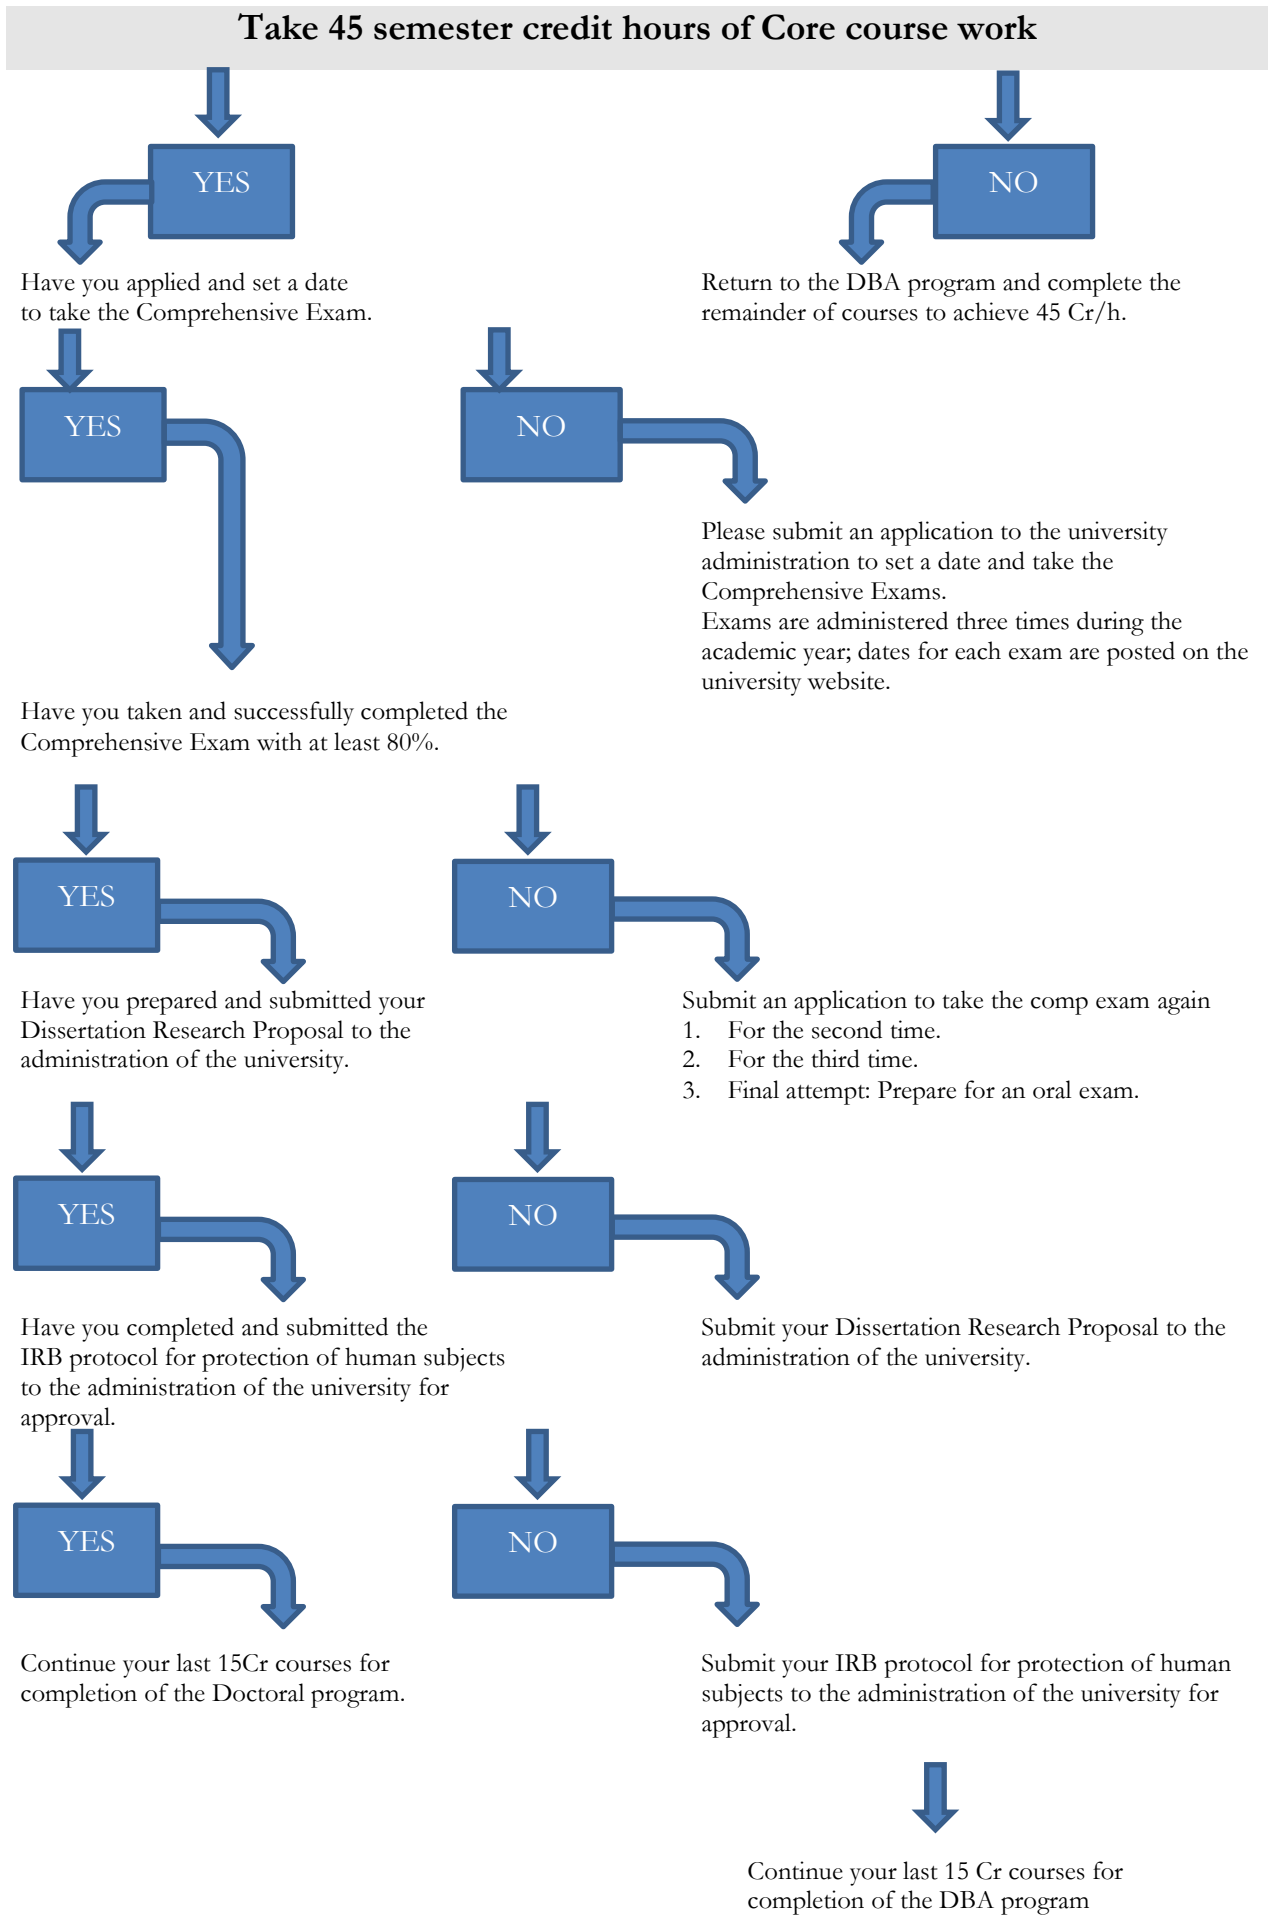 Take 45 semester credit hours of Core course work
YES
NO
Have you applied and set a date
to take the Comprehensive Exam.
Return to the DBA program and complete the
remainder of courses to achieve 45 Cr/h.
YES
NO
Please submit an application to the university
administration to set a date and take the
Comprehensive Exams.
Exams are administered three times during the
academic year; dates for each exam are posted on the
university website.
Have you taken and successfully completed the
Comprehensive Exam with at least 80%.
YES
NO
Have you prepared and submitted your
Dissertation Research Proposal to the
administration of the university.
Submit an application to take the comp exam again
1. For the second time.
2. For the third time.
3. Final attempt: Prepare for an oral exam.
YES
NO
Have you completed and submitted the
IRB protocol for protection of human subjects
to the administration of the university for
approval.
Submit your Dissertation Research Proposal to the
administration of the university.
YES
NO
Continue your last 15Cr courses for
completion of the Doctoral program.
Submit your IRB protocol for protection of human
subjects to the administration of the university for
approval.
Continue your last 15 Cr courses for
completion of the DBA program